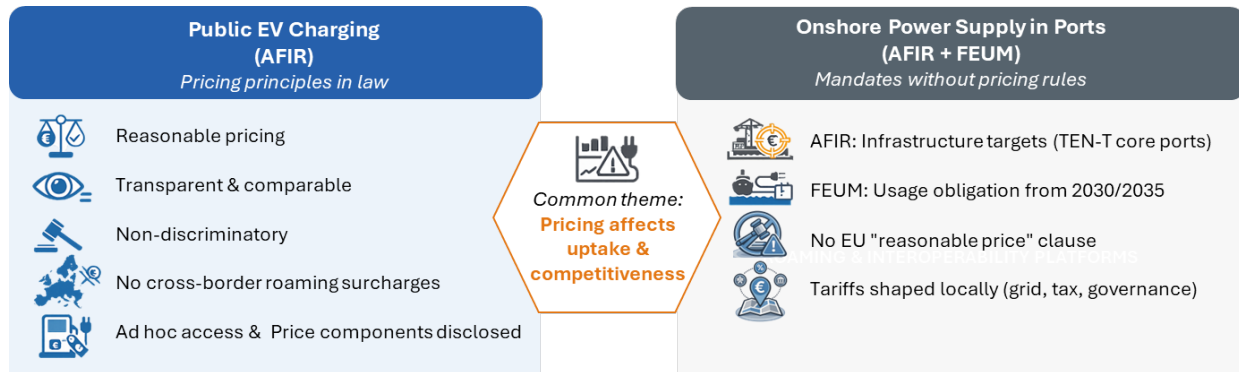 Public EV Charging
(AFIR)
Pricing principles in law
Reasonable pricing
Transparent & comparable
Non-discriminatory
No cross-border roaming surcharges
Ad hoc access & Price components disclosed
Common theme:
Pricing affects
uptake &
competitiveness
Onshore Power Supply in Ports
(AFIR + FEUM)
Mandates without pricing rules
AFIR: Infrastructure targets (TEN-T core ports)
FEUM: Usage obligation from 2030/2035
No EU "reasonable price" clause
ROAMING & INTEROPERABILITY PLATFORMS
Tariffs shaped locally (grid, tax, governance)